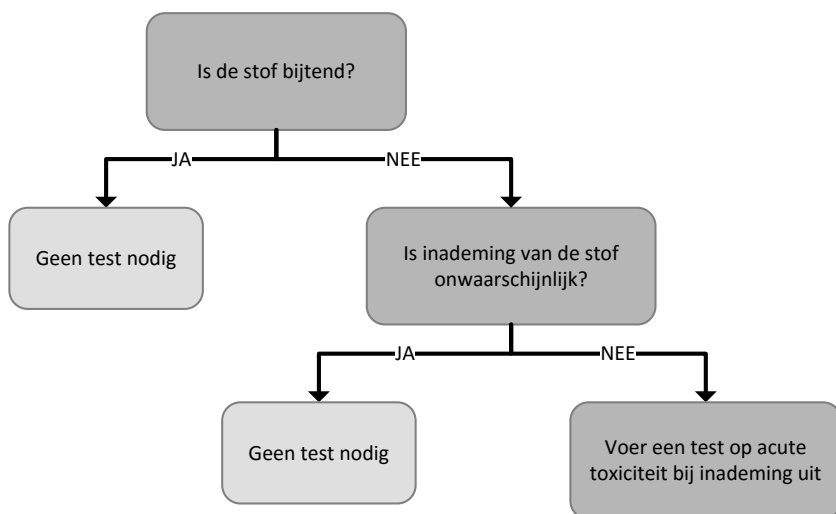 Is de stof bijtend?
JA
NEE
Geen test nodig
Is inademing van de stof
onwaarschijnlijk?
JA
NEE
Geen test nodig
Voer een test op acute
toxiciteit bij inademing uit